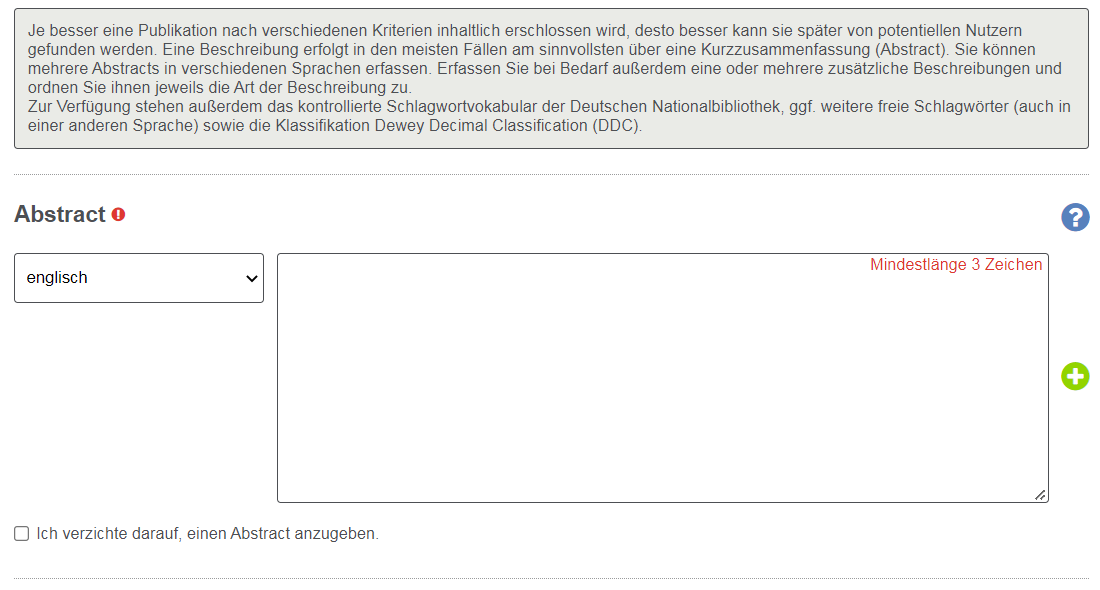 Je besser eine Publikation nach verschiedenen Kriterien inhaltlich erschlossen wird, desto besser kann sie später von potentiellen Nutzern
gefunden werden. Eine Beschreibung erfolgt in den meisten Fällen am sinnvollsten über eine Kurzzusammenfassung (Abstract). Sie können
mehrere Abstracts in verschiedenen Sprachen erfassen. Erfassen Sie bei Bedarf außerdem eine oder mehrere zusätzliche Beschreibungen und
ordnen Sie ihnen jeweils die Art der Beschreibung zu.
Zur Verfügung stehen außerdem das kontrollierte Schlagwortvokabular der Deutschen Nationalbibliothek, ggf. weitere freie Schlagwörter (auch in
einer anderen Sprache) sowie die Klassifikation Dewey Decimal Classification (DDC).
Abstract
englisch
Mindestlänge 3 Zeichen
Ich verzichte darauf, einen Abstract anzugeben.